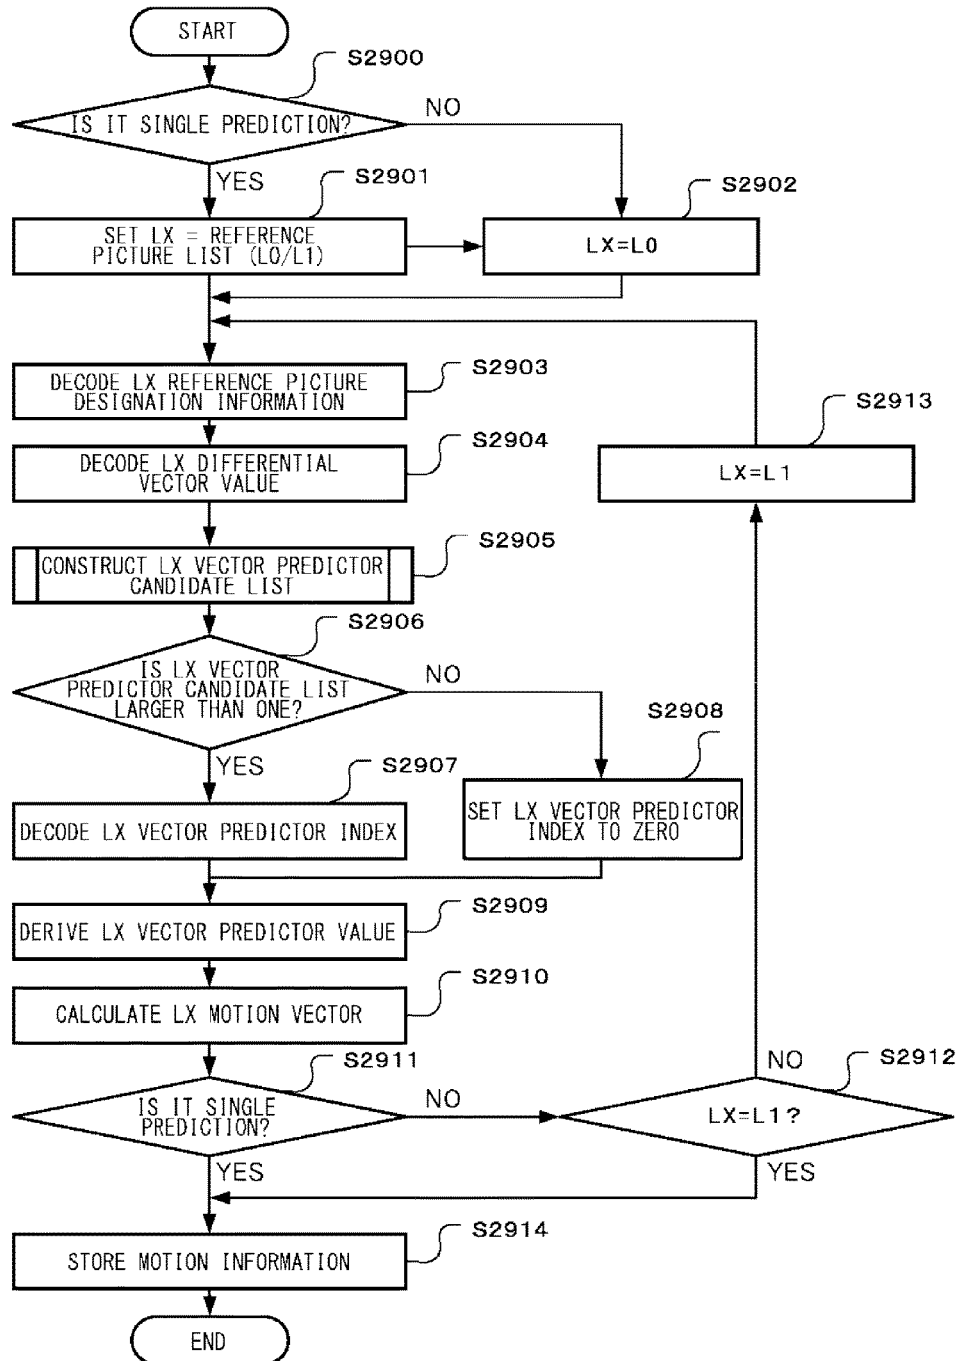 START
S2900
IS IT SINGLE PREDICTION?
NO
YES
S2901
S2902
SET LX = REFERENCE
PICTURE LIST (L0/L1)
LX=L0
S2903
DECODE LX REFERENCE PICTURE
DESIGNATION INFORMATION
S2913
S2904
DECODE LX DIFFERENTIAL
VECTOR VALUE
LX=L1
S2905
CONSTRUCT LX VECTOR PREDICTOR
CANDIDATE LIST
S2906
IS LX VECTOR
PREDICTOR CANDIDATE LIST
LARGER THAN ONE?
NO
S2908
YES
S2907
DECODE LX VECTOR PREDICTOR INDEX
SET LX VECTOR PREDICTOR
INDEX TO ZERO
S2909
DERIVE LX VECTOR PREDICTOR VALUE
S2910
CALCULATE LX MOTION VECTOR
S2911
NO
S2912
IS IT SINGLE
PREDICTION?
NO
LX=L1?
YES
YES
S2914
STORE MOTION INFORMATION
END